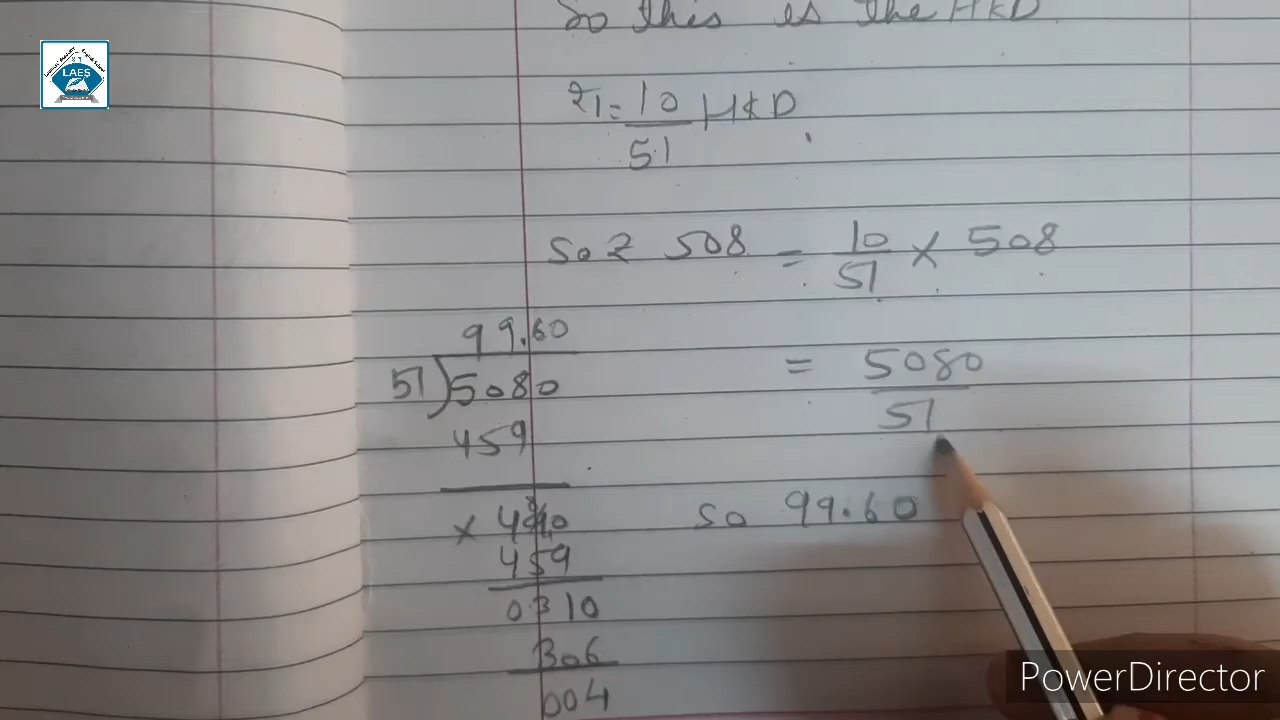 So this is the HKD
₹1 = 10/51 HKD
So ₹ 508 = 10/51 × 508
99.60
51)5080
= 5080/51
459
× 490
so 99.60
459
0310
306
004
LAES
PowerDirector